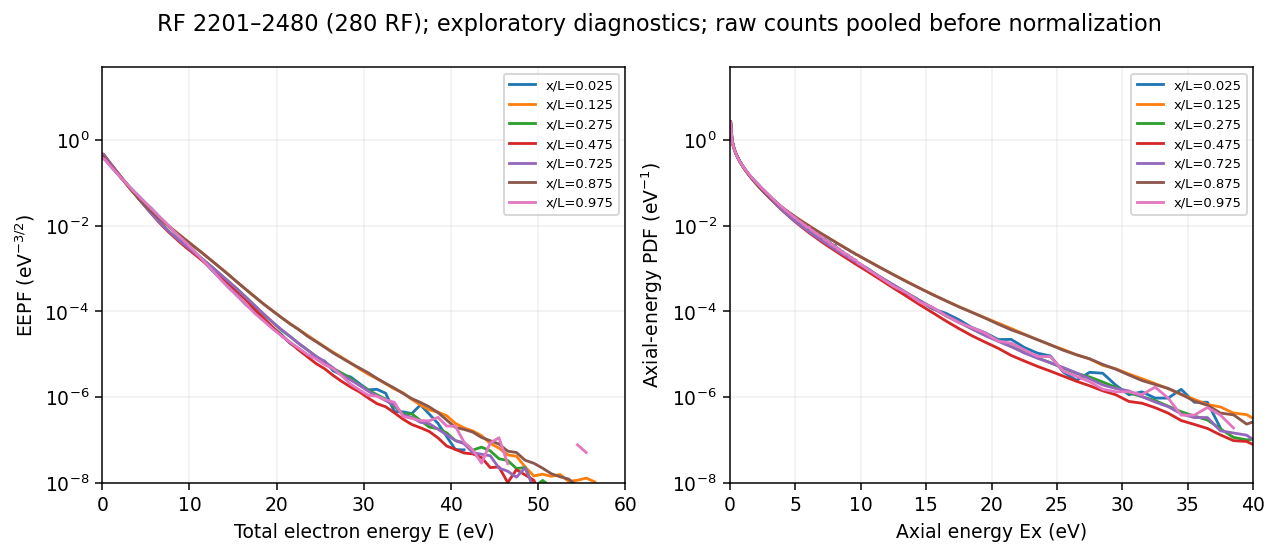 RF 2201–2480 (280 RF); exploratory diagnostics; raw counts pooled before normalization
EEPF (eV^{-3/2})
10^0
10^{-2}
10^{-4}
10^{-6}
10^{-8}
0 10 20 30 40 50 60
Total electron energy E (eV)
x/L=0.025
x/L=0.125
x/L=0.275
x/L=0.475
x/L=0.725
x/L=0.875
x/L=0.975
Axial-energy PDF (eV^{-1})
10^0
10^{-2}
10^{-4}
10^{-6}
10^{-8}
0 5 10 15 20 25 30 35 40
Axial energy Ex (eV)
x/L=0.025
x/L=0.125
x/L=0.275
x/L=0.475
x/L=0.725
x/L=0.875
x/L=0.975